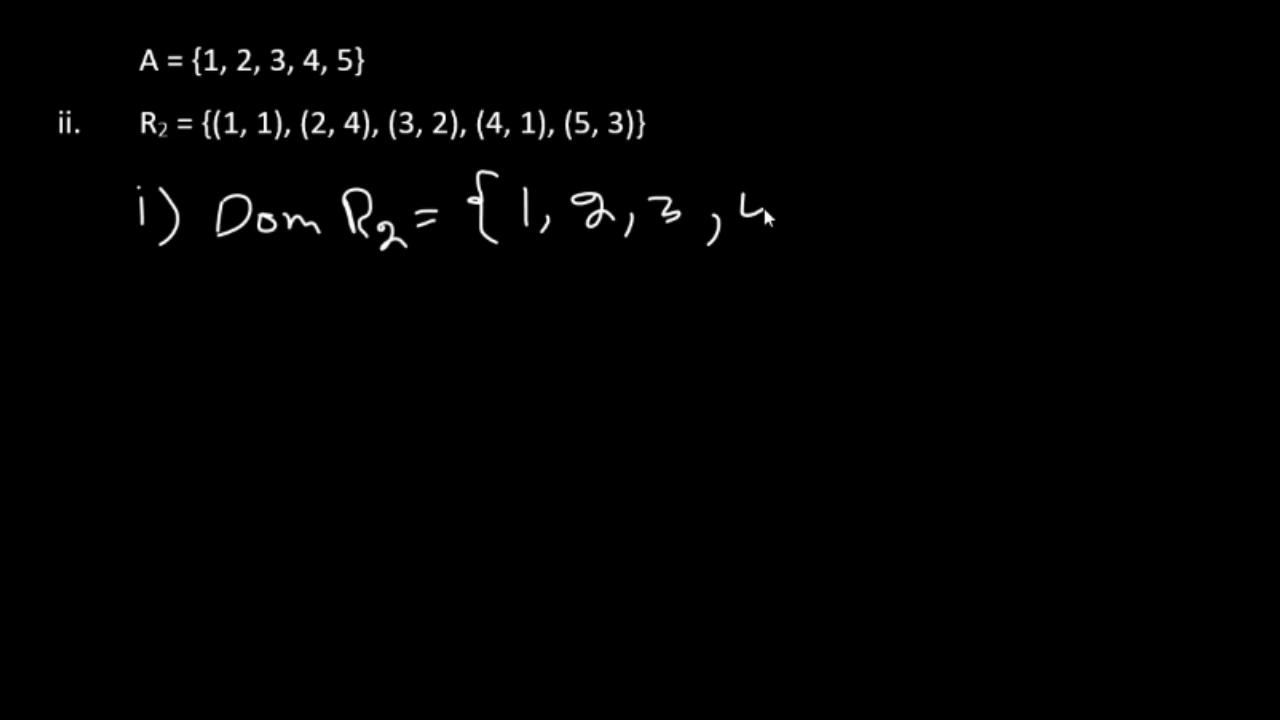 A = {1, 2, 3, 4, 5}
ii. R₂ = {(1, 1), (2, 4), (3, 2), (4, 1), (5, 3)}
i) Dom R₂ = { 1, 2, 3 , 4